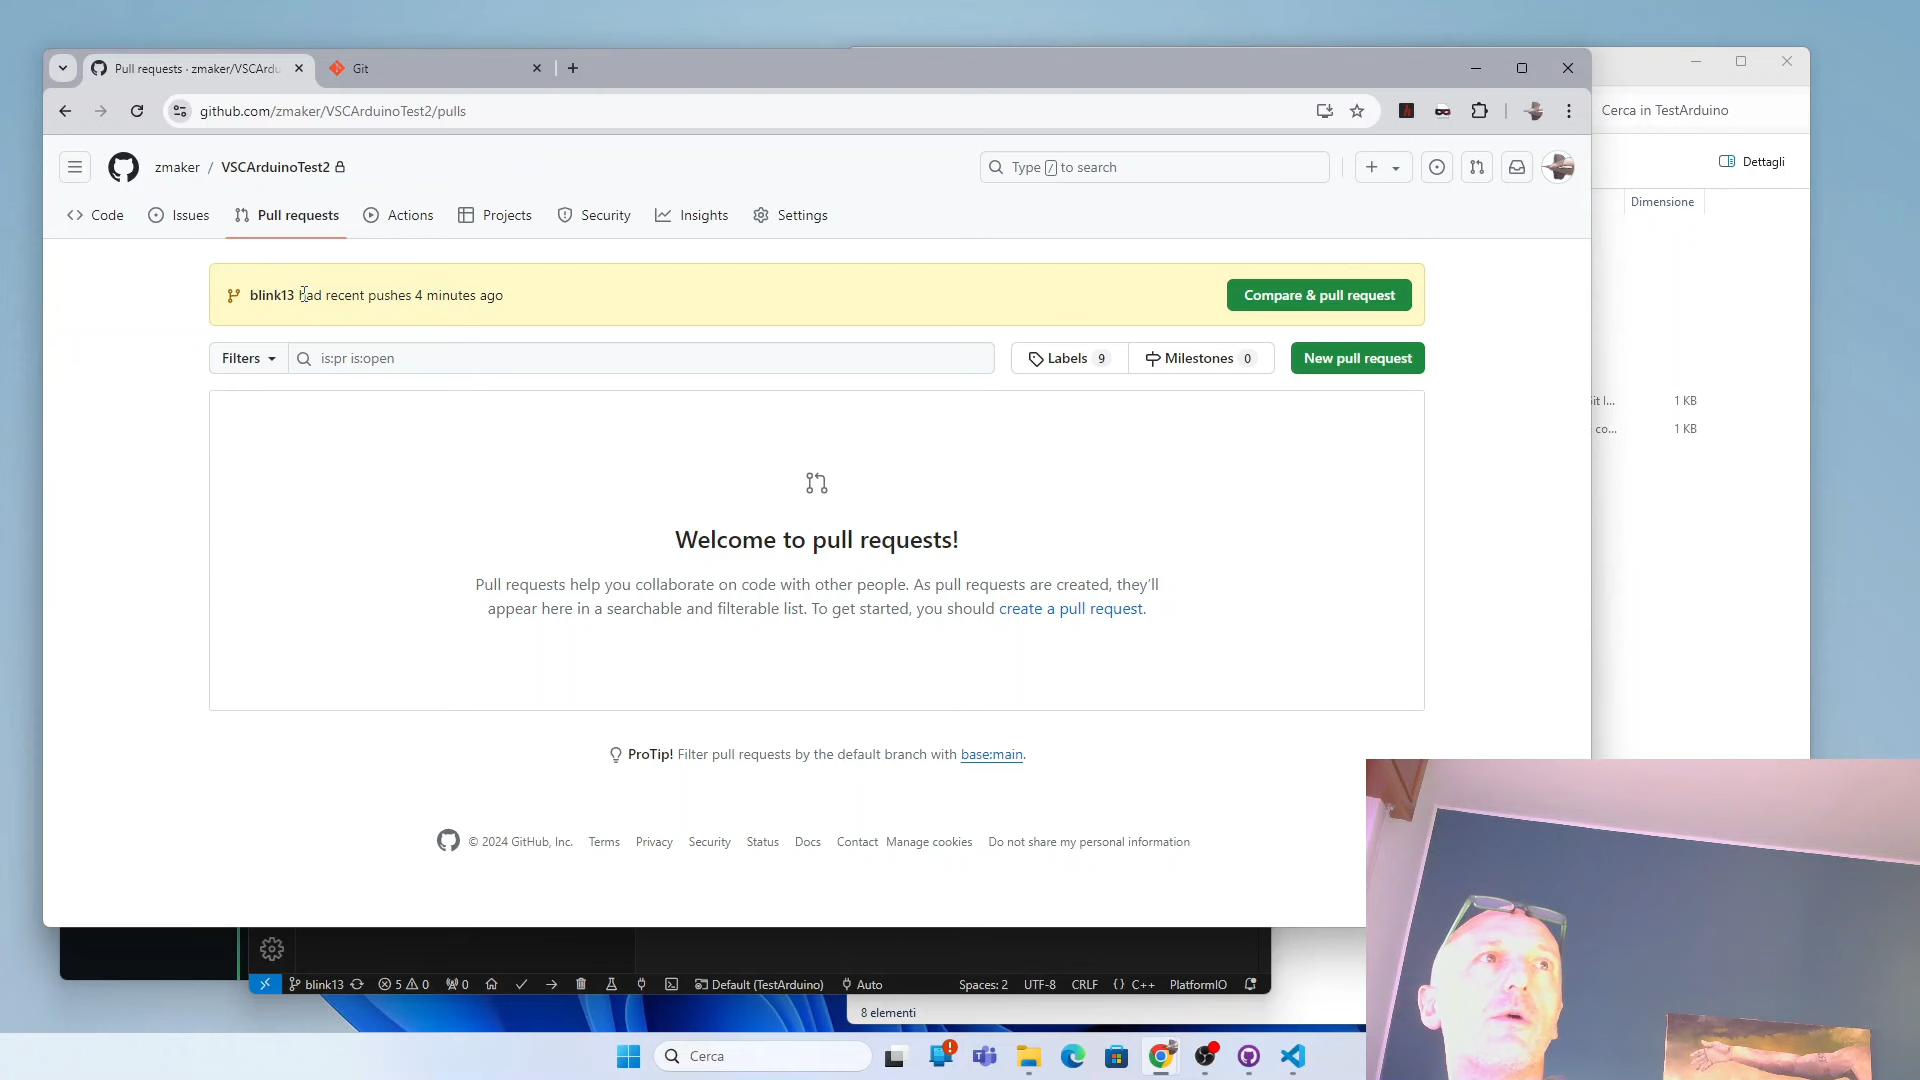 Pull requests · zmaker/VSCArdu
Git
github.com/zmaker/VSCArduinoTest2/pulls
Cerca in TestArduino
zmaker / VSCArduinoTest2
Type / to search
Dettagli
Code
Issues
Pull requests
Actions
Projects
Security
Insights
Settings
Dimensione
blink13 had recent pushes 4 minutes ago
Compare & pull request
Filters
is:pr is:open
Labels 9
Milestones 0
New pull request
1 KB
co...
1 KB
Welcome to pull requests!
Pull requests help you collaborate on code with other people. As pull requests are created, they'll
appear here in a searchable and filterable list. To get started, you should create a pull request.
ProTip! Filter pull requests by the default branch with base:main.
© 2024 GitHub, Inc.
Terms
Privacy
Security
Status
Docs
Contact
Manage cookies
Do not share my personal information
blink13
5
0
0
Default (TestArduino)
Auto
Spaces: 2
UTF-8
CRLF
{} C++
PlatformIO
8 elementi
Cerca